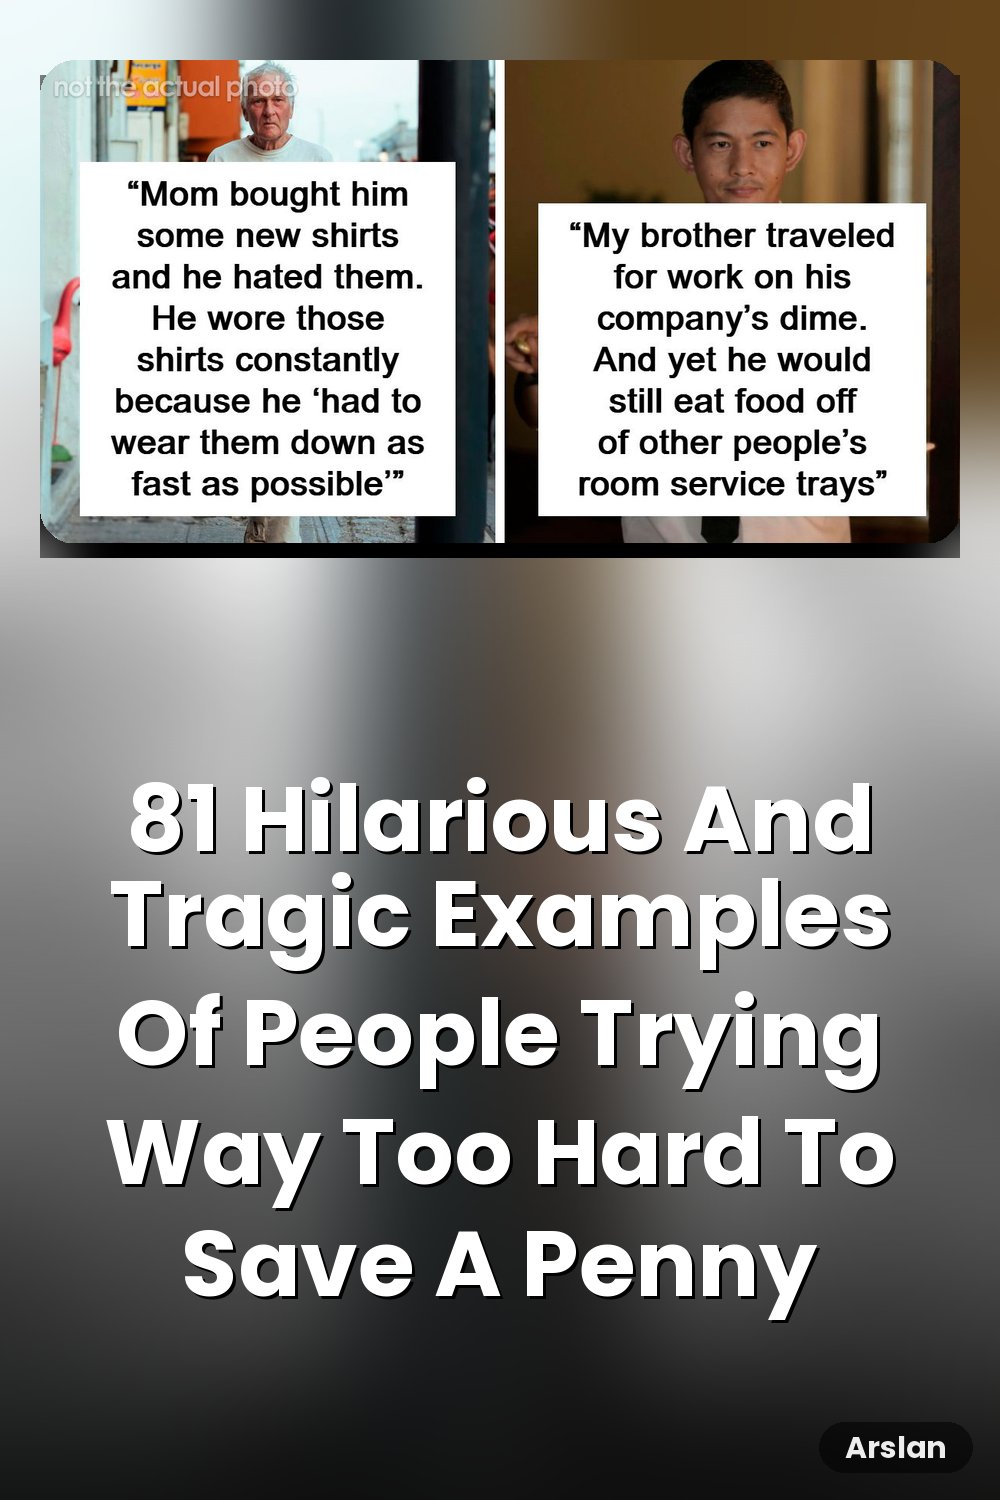 not the actual photo
“Mom bought him
some new shirts
and he hated them.
He wore those
shirts constantly
because he ‘had to
wear them down as
fast as possible’”
“My brother traveled
for work on his
company’s dime.
And yet he would
still eat food off
of other people’s
room service trays”
81 Hilarious And
Tragic Examples
Of People Trying
Way Too Hard To
Save A Penny
Arslan